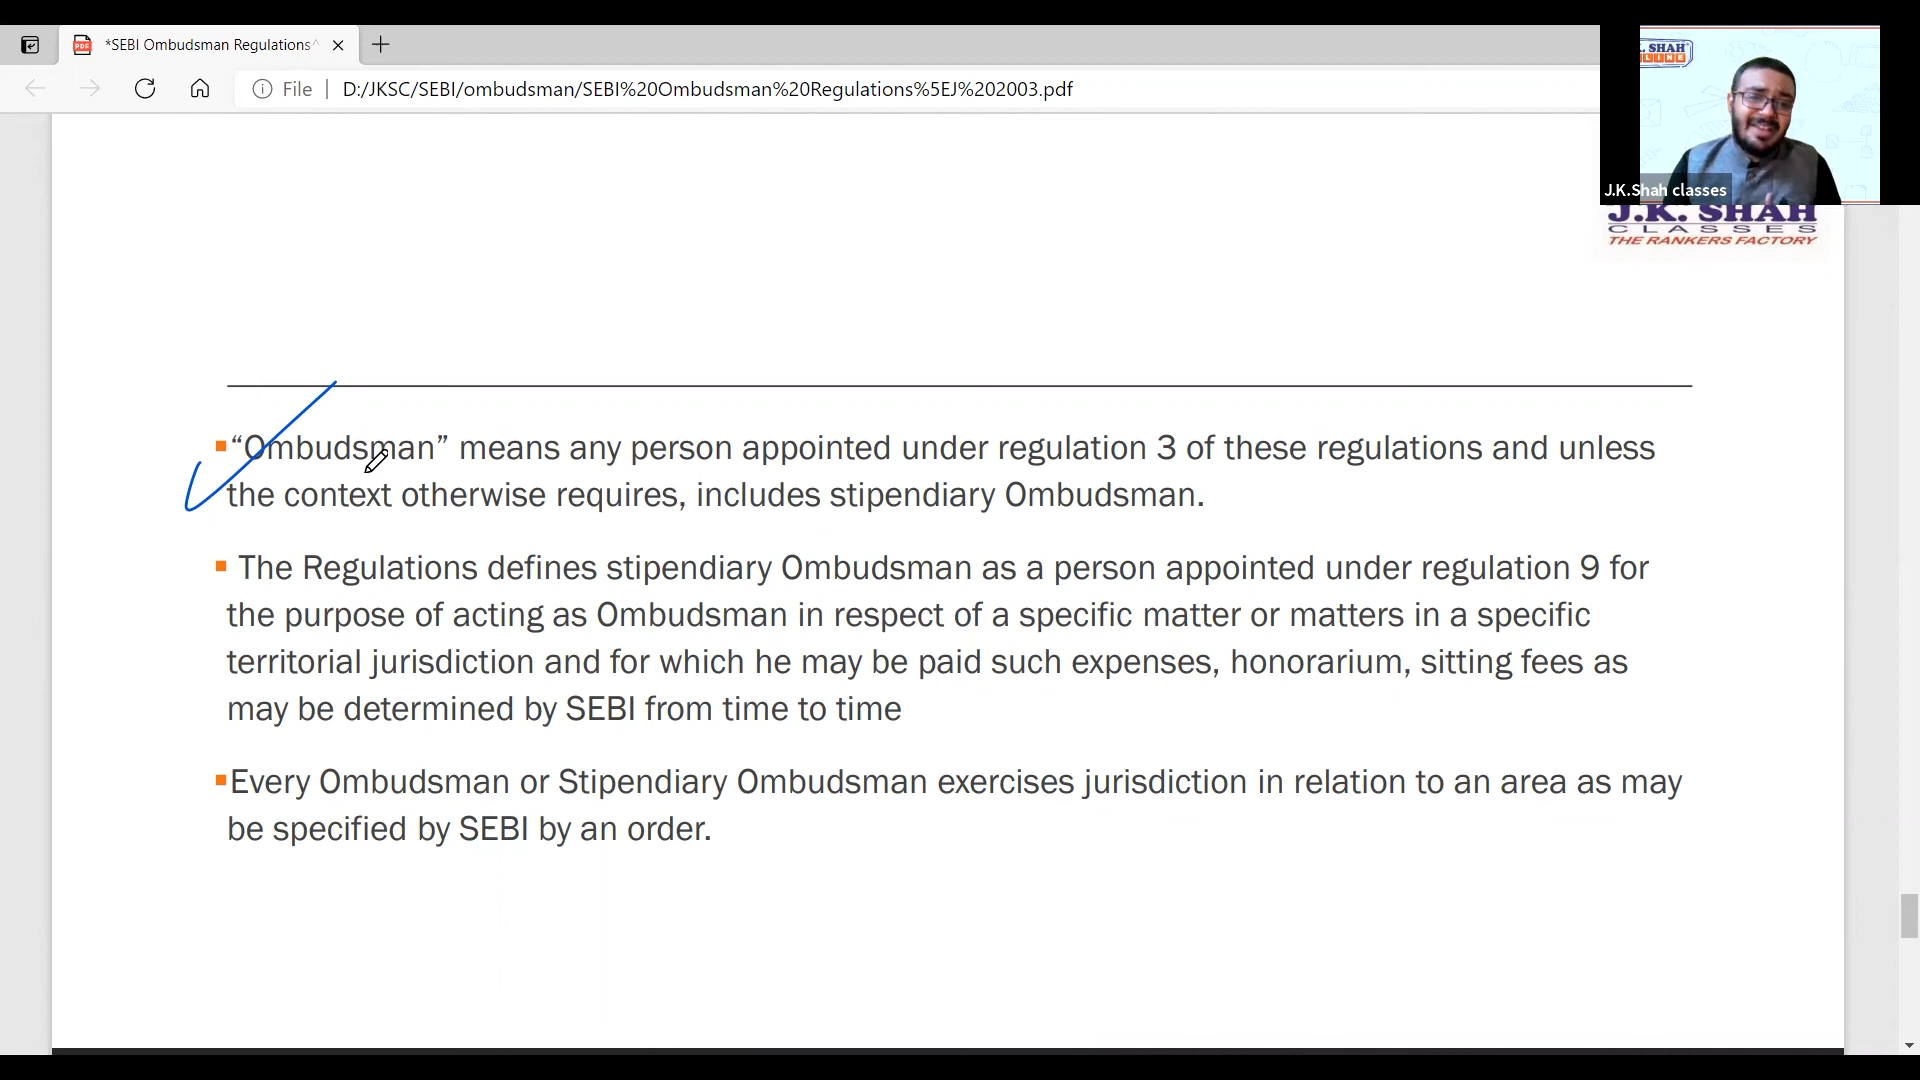 *SEBI Ombudsman Regulations^
File
D:/JKSC/SEBI/ombudsman/SEBI%20Ombudsman%20Regulations%5EJ%202003.pdf
. SHAH
LINE
J.K.Shah classes
J.K. SHAH
CLASSES
THE RANKERS FACTORY
“Ombudsman” means any person appointed under regulation 3 of these regulations and unless
the context otherwise requires, includes stipendiary Ombudsman.
The Regulations defines stipendiary Ombudsman as a person appointed under regulation 9 for
the purpose of acting as Ombudsman in respect of a specific matter or matters in a specific
territorial jurisdiction and for which he may be paid such expenses, honorarium, sitting fees as
may be determined by SEBI from time to time
Every Ombudsman or Stipendiary Ombudsman exercises jurisdiction in relation to an area as may
be specified by SEBI by an order.